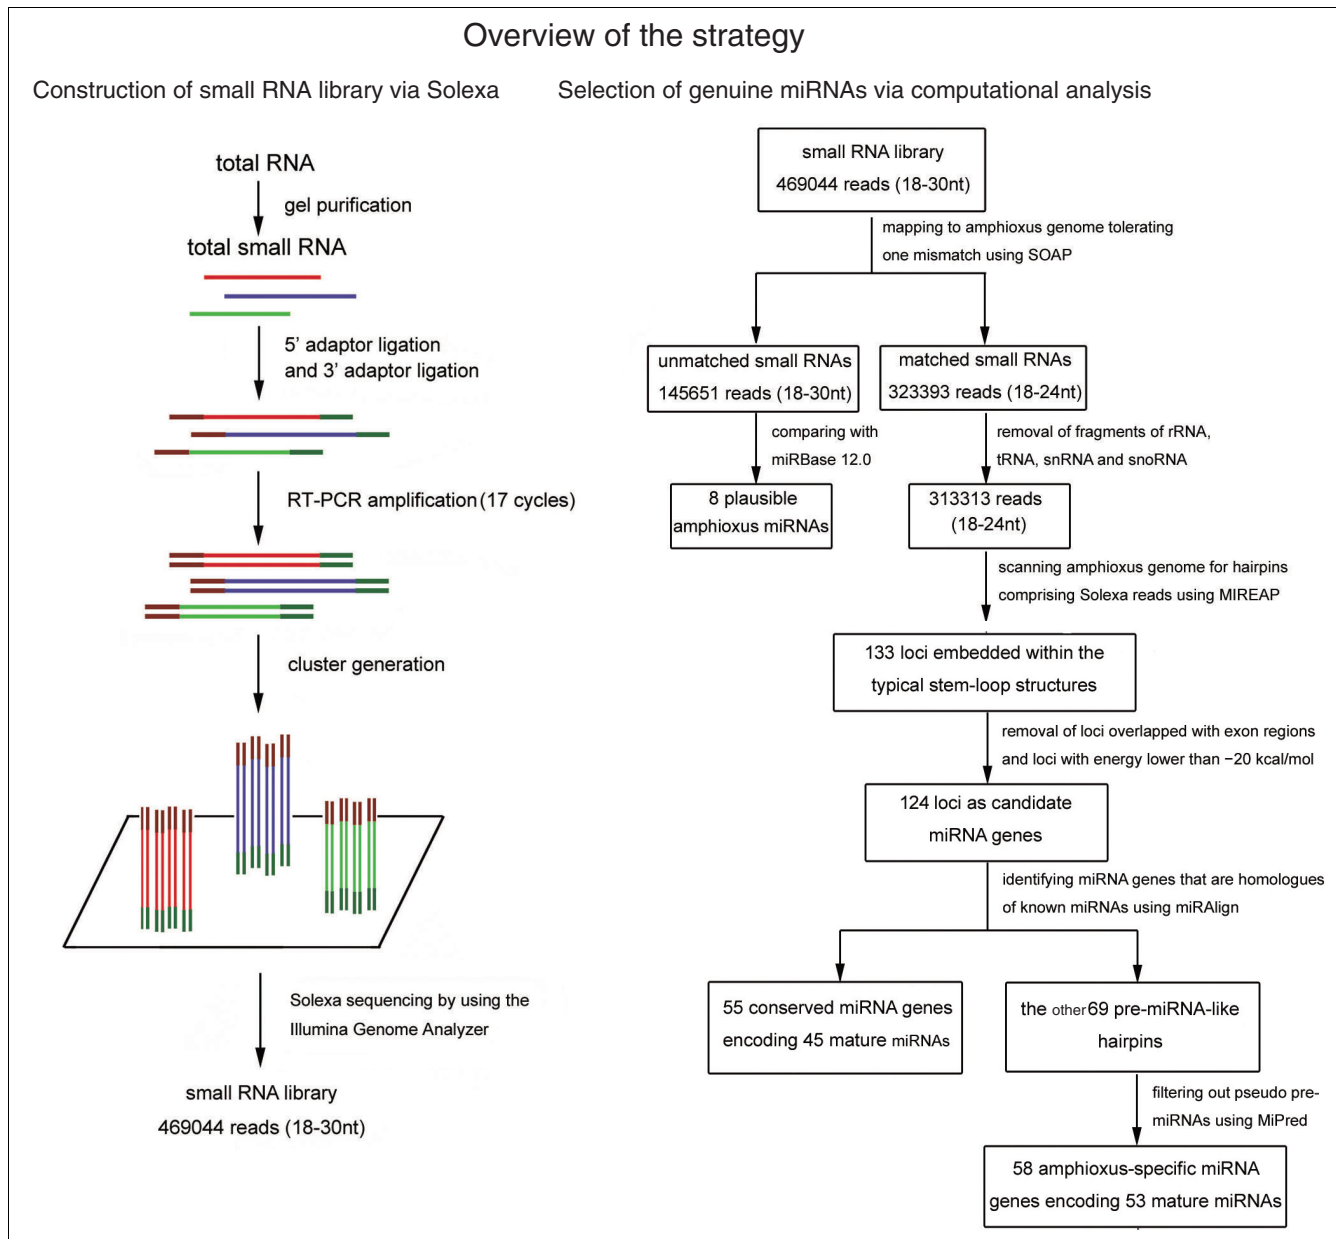 Overview of the strategy
Construction of small RNA library via Solexa
total RNA
gel purification
total small RNA
5' adaptor ligation
and 3' adaptor ligation
RT-PCR amplification (17 cycles)
cluster generation
Solexa sequencing by using the
Illumina Genome Analyzer
small RNA library
469044 reads (18-30nt)
Selection of genuine miRNAs via computational analysis
small RNA library
469044 reads (18-30nt)
mapping to amphioxus genome tolerating
one mismatch using SOAP
unmatched small RNAs
145651 reads (18-30nt)
matched small RNAs
323393 reads (18-24nt)
comparing with
miRBase 12.0
removal of fragments of rRNA,
tRNA, snRNA and snoRNA
8 plausible
amphioxus miRNAs
313313 reads
(18-24nt)
scanning amphioxus genome for hairpins
comprising Solexa reads using MIREAP
133 loci embedded within the
typical stem-loop structures
removal of loci overlapped with exon regions
and loci with energy lower than −20 kcal/mol
124 loci as candidate
miRNA genes
identifying miRNA genes that are homologues
of known miRNAs using miRAlign
55 conserved miRNA genes
encoding 45 mature miRNAs
the other 69 pre-miRNA-like
hairpins
filtering out pseudo pre-
miRNAs using MiPred
58 amphioxus-specific miRNA
genes encoding 53 mature miRNAs